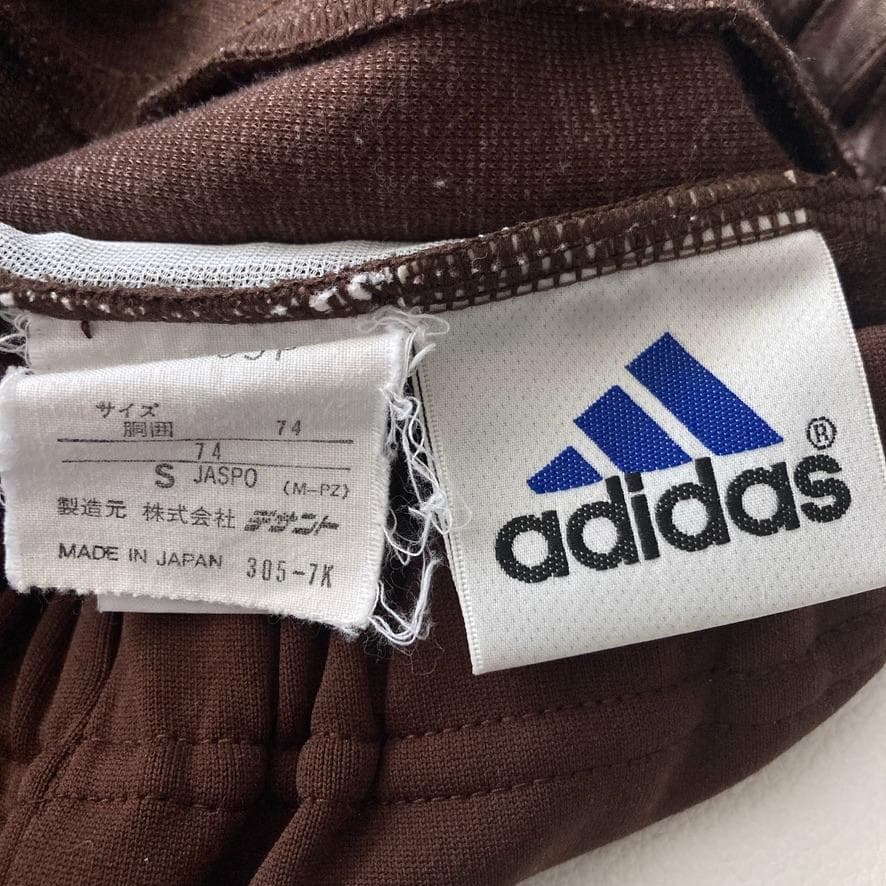 サイズ
胴囲 74
74
S JASPO (M-PZ)
製造元 株式会社 デサント
MADE IN JAPAN 305-7K
adidas®